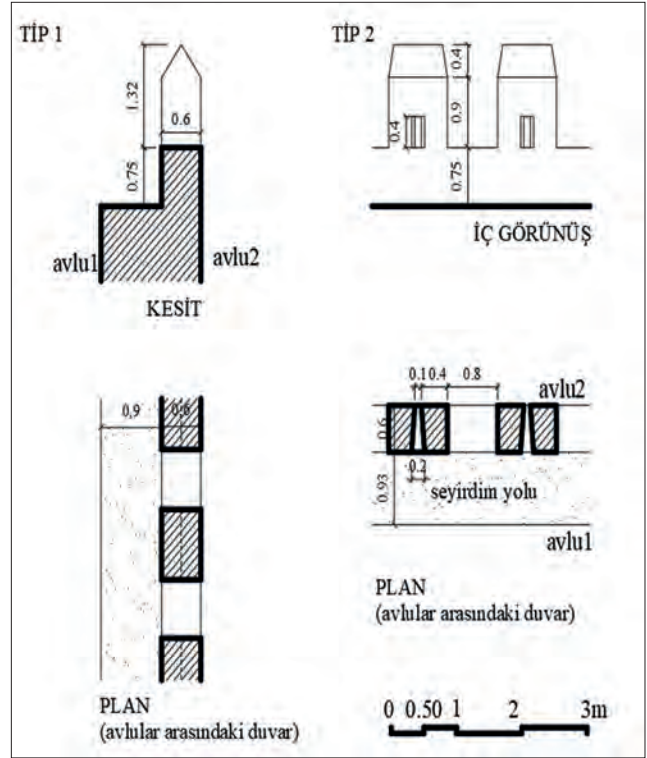 TİP 1
1.32
0.6
0.75
avlu1
avlu2
KESİT
TİP 2
0.4
0.9
0.4
0.75
İÇ GÖRÜNÜŞ
0,9
0.6
PLAN
(avlular arasındaki duvar)
0.1
0.4
0.8
avlu2
0.6
0.2
seyirdim yolu
0.93
avlu1
PLAN
(avlular arasındaki duvar)
0 0.50 1 2 3m